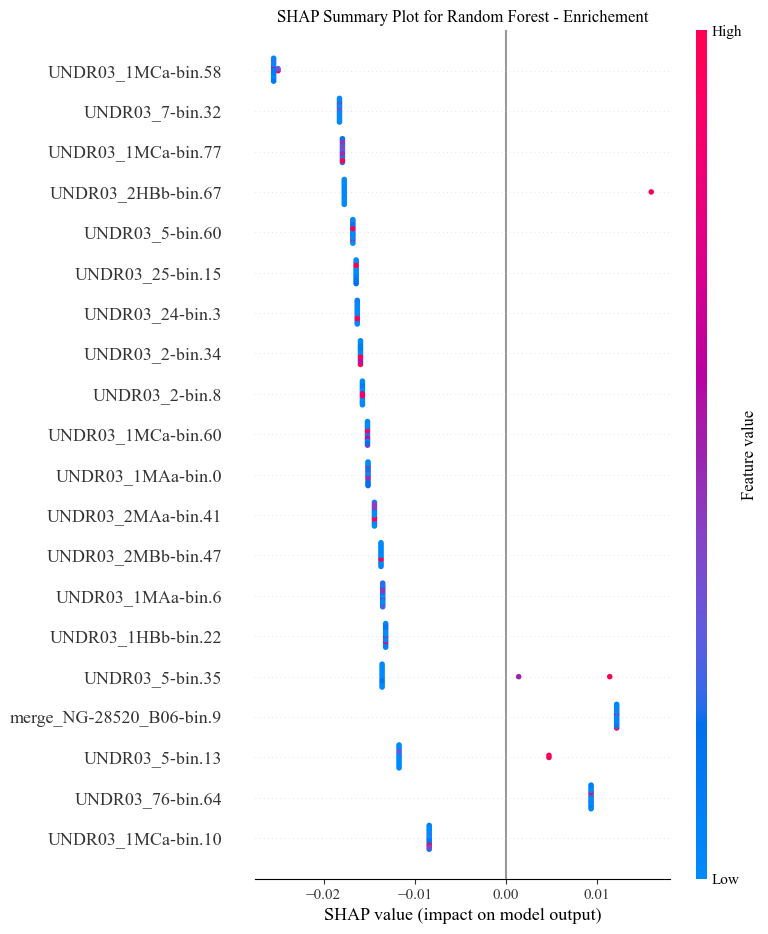 SHAP Summary Plot for Random Forest - Enrichement
High
UNDR03_1MCa-bin.58
UNDR03_7-bin.32
UNDR03_1MCa-bin.77
UNDR03_2HBb-bin.67
UNDR03_5-bin.60
UNDR03_25-bin.15
UNDR03_24-bin.3
UNDR03_2-bin.34
UNDR03_2-bin.8
UNDR03_1MCa-bin.60
UNDR03_1MAa-bin.0
UNDR03_2MAa-bin.41
UNDR03_2MBb-bin.47
UNDR03_1MAa-bin.6
UNDR03_1HBb-bin.22
UNDR03_5-bin.35
merge_NG-28520_B06-bin.9
UNDR03_5-bin.13
UNDR03_76-bin.64
UNDR03_1MCa-bin.10
Feature value
Low
−0.02 −0.01 0.00 0.01
SHAP value (impact on model output)